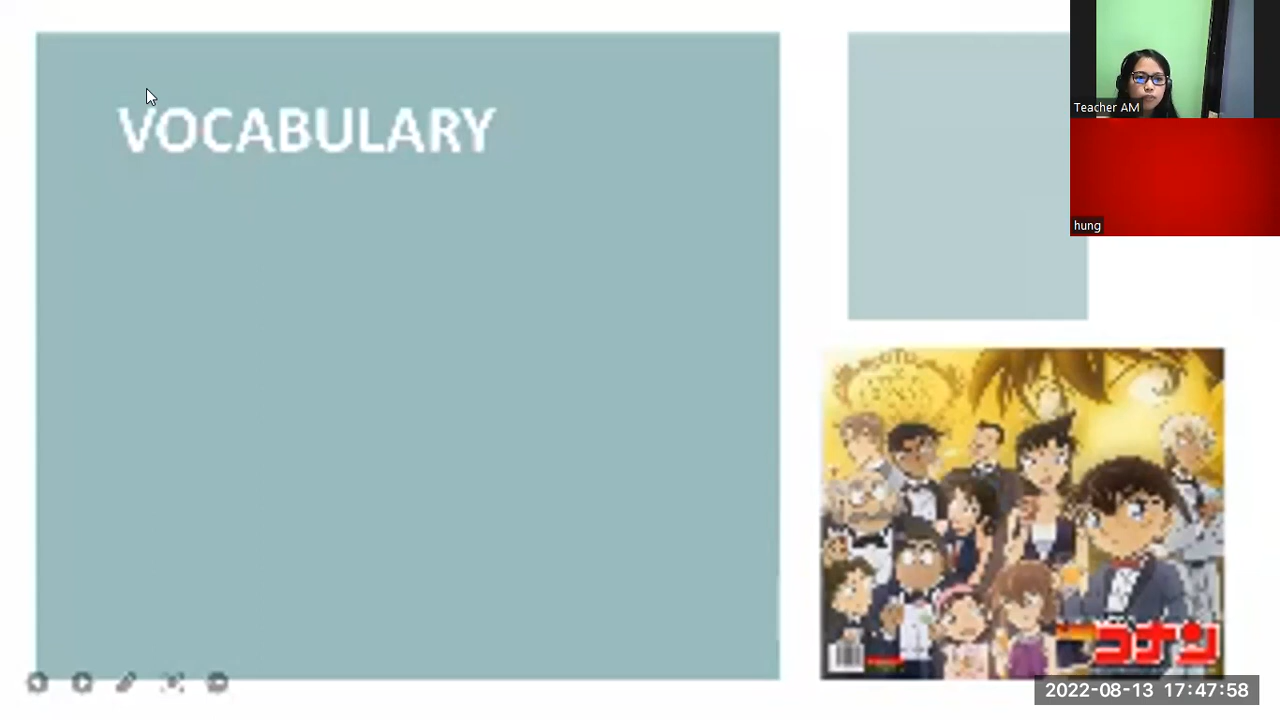 VOCABULARY
Teacher AM
hung
コナン
2022-08-13 17:47:58